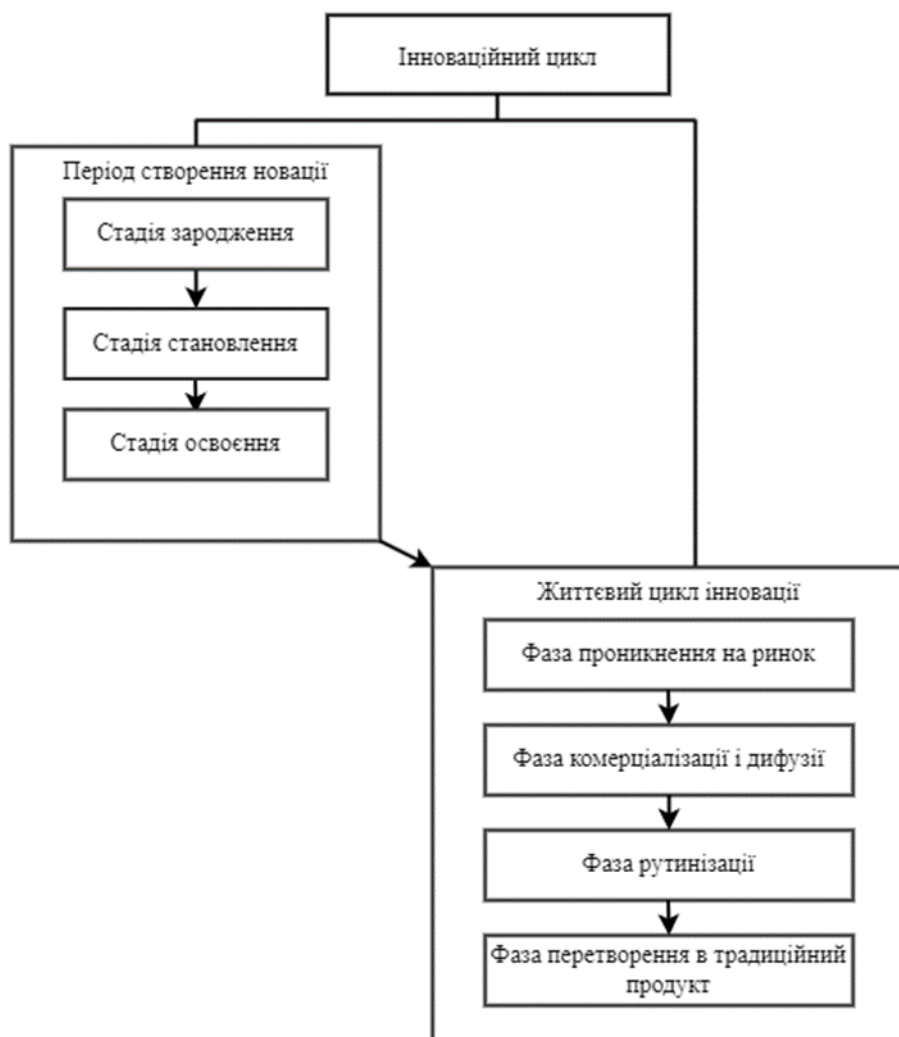 Інноваційний цикл
Період створення новації
Стадія зародження
Стадія становлення
Стадія освоєння
Життєвий цикл інновації
Фаза проникнення на ринок
Фаза комерціалізації і дифузії
Фаза рутинізації
Фаза перетворення в традиційний
продукт